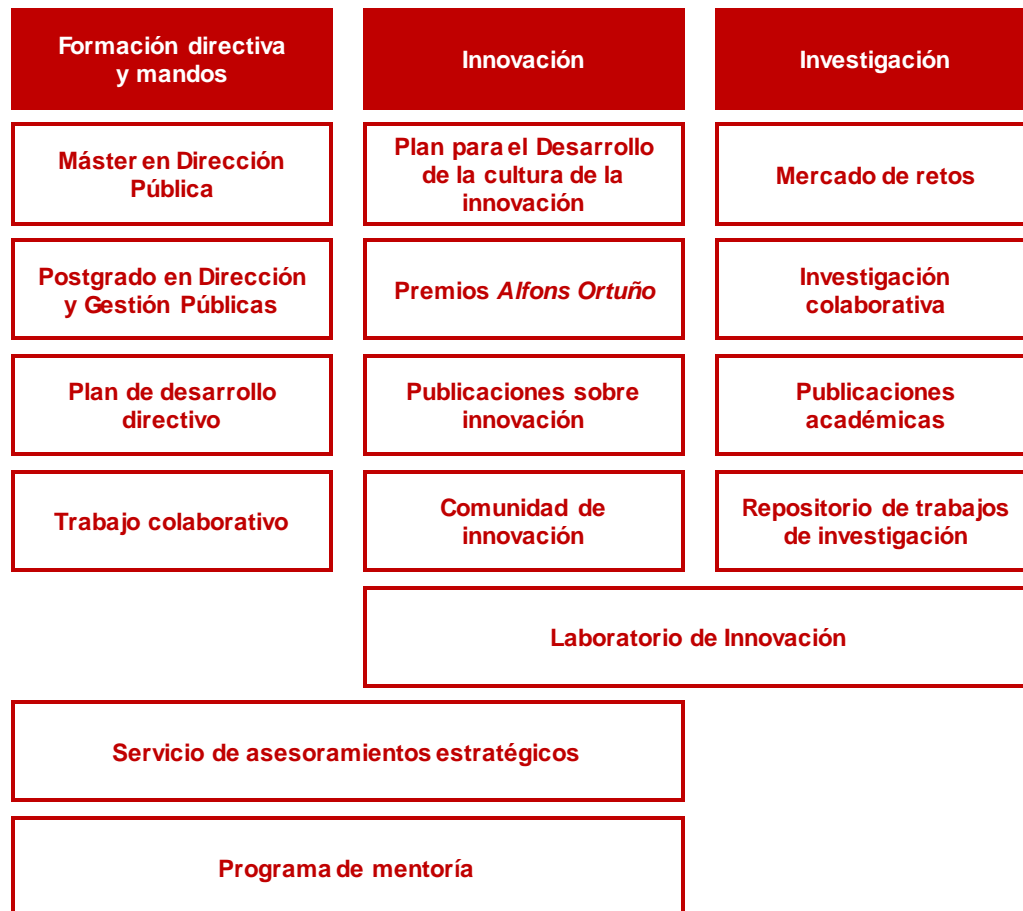 Formación directiva
y mandos
Innovación
Investigación
Máster en Dirección
Pública
Plan para el Desarrollo
de la cultura de la
innovación
Mercado de retos
Postgrado en Dirección
y Gestión Públicas
Premios Alfons Ortuño
Investigación
colaborativa
Plan de desarrollo
directivo
Publicaciones sobre
innovación
Publicaciones
académicas
Trabajo colaborativo
Comunidad de
innovación
Repositorio de trabajos
de investigación
Laboratorio de Innovación
Servicio de asesoramientos estratégicos
Programa de mentoría